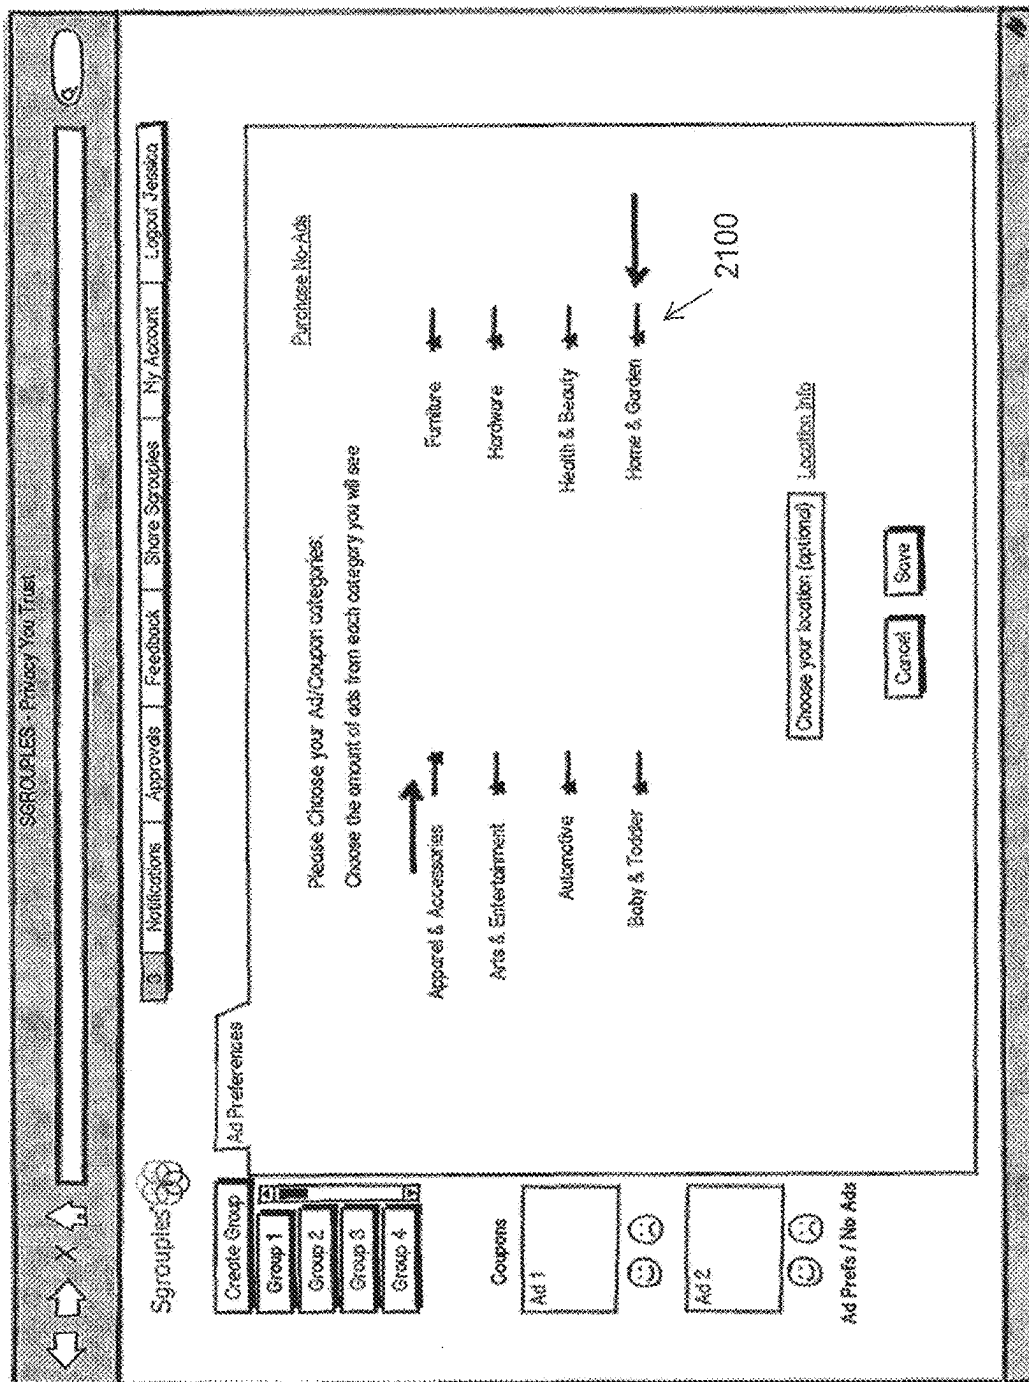 SGROUPLES - Privacy You Trust
Sgrouples
3 Notifications Approvals Feedback Share Sgrouples My Account Logout Jessica
Create Group
Group 1
Group 2
Group 3
Group 4
Ad Preferences
Purchase No-Ads
Please Choose your Ad/Coupon categories:
Choose the amount of ads from each category you will see
Apparel & Accessories
Furniture
Arts & Entertainment
Hardware
Automotive
Health & Beauty
Baby & Toddler
Home & Garden
2100
Choose your location (optional) Location Info
Cancel
Save
Coupons
Ad 1
Ad 2
Ad Prefs / No Ads